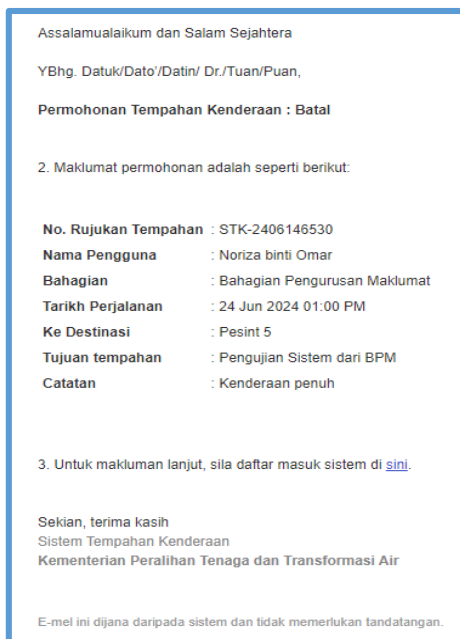 Assalamualaikum dan Salam Sejahtera
YBhg. Datuk/Dato'/Datin/ Dr./Tuan/Puan,
Permohonan Tempahan Kenderaan : Batal
2. Maklumat permohonan adalah seperti berikut:
No. Rujukan Tempahan : STK-2406146530
Nama Pengguna : Noriza binti Omar
Bahagian : Bahagian Pengurusan Maklumat
Tarikh Perjalanan : 24 Jun 2024 01:00 PM
Ke Destinasi : Pesint 5
Tujuan tempahan : Pengujian Sistem dari BPM
Catatan : Kenderaan penuh
3. Untuk makluman lanjut, sila daftar masuk sistem di sini.
Sekian, terima kasih
Sistem Tempahan Kenderaan
Kementerian Peralihan Tenaga dan Transformasi Air
E-mel ini dijana daripada sistem dan tidak memerlukan tandatangan.